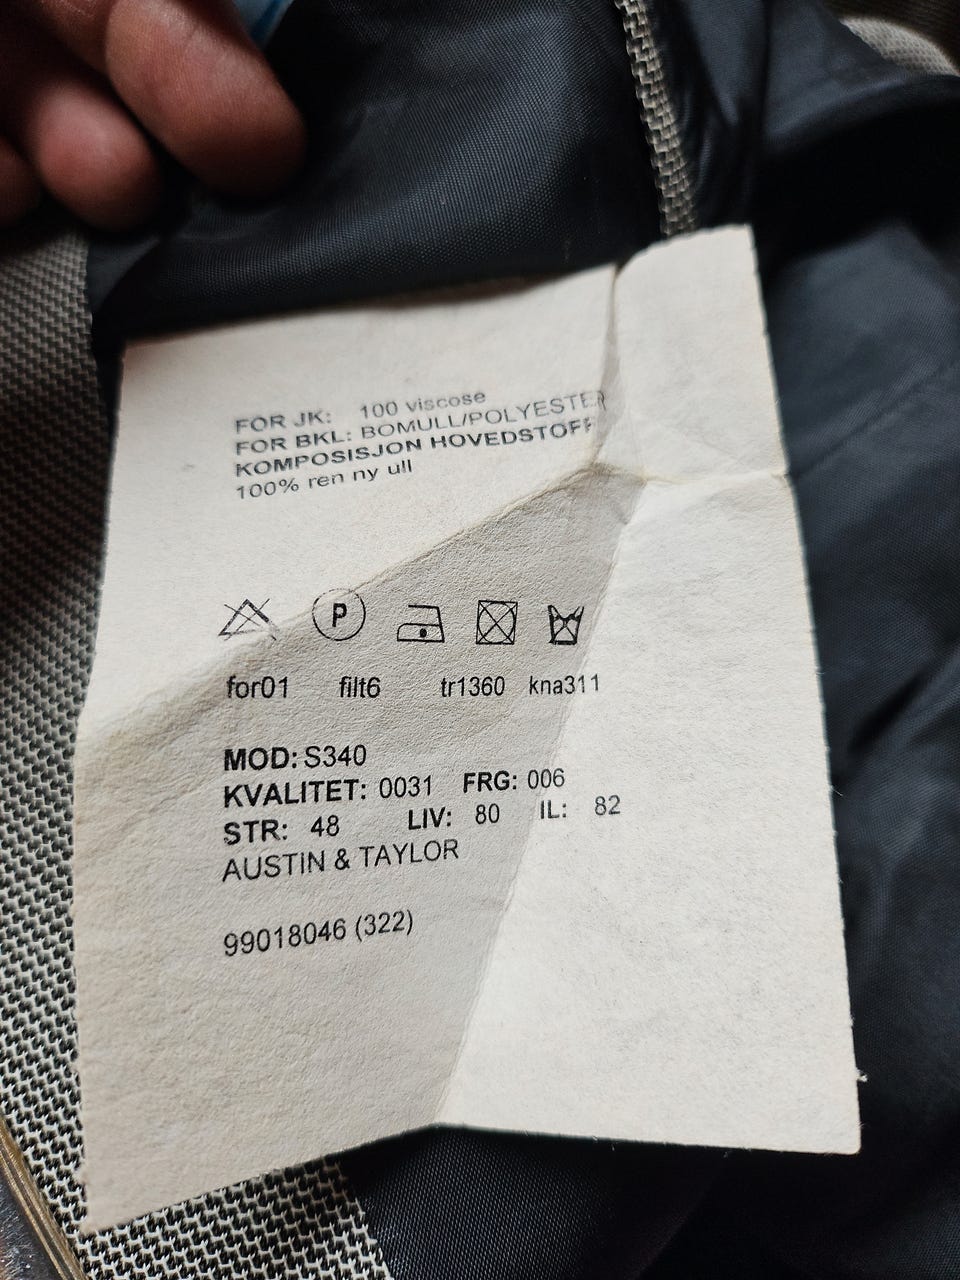 FOR JK: 100 viscose
FOR BKL: BOMULL/POLYESTER
KOMPOSISJON HOVEDSTOFF
100% ren ny ull
P
for01 filt6 tr1360 kna311
MOD: S340
KVALITET: 0031 FRG: 006
STR: 48 LIV: 80 IL: 82
AUSTIN & TAYLOR
99018046 (322)